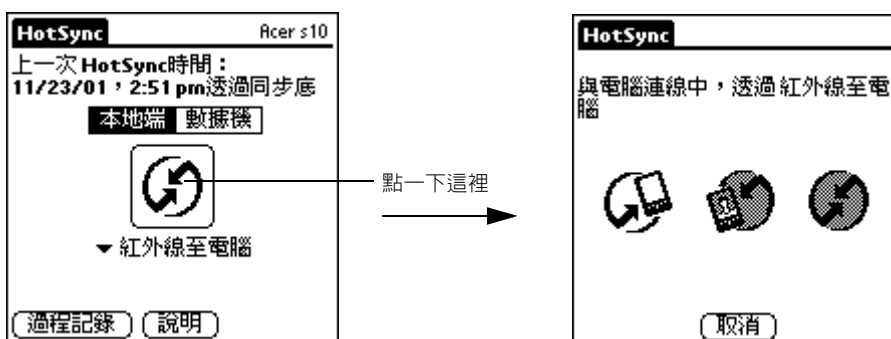 HotSync Acer s10
上一次 HotSync時間：
11/23/01，2:51 pm透過同步底
本地端 數據機
紅外線至電腦
過程記錄 說明
點一下這裡
HotSync
與電腦連線中，透過 紅外線至電
腦
取消